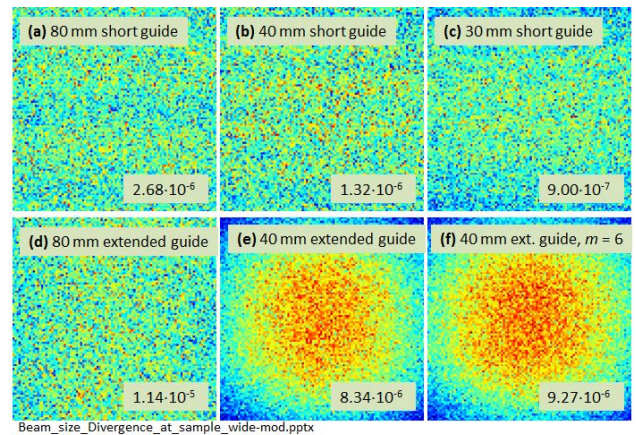 (a) 80 mm short guide
(b) 40 mm short guide
(c) 30 mm short guide
2.68·10⁻⁶
1.32·10⁻⁶
9.00·10⁻⁷
(d) 80 mm extended guide
(e) 40 mm extended guide
(f) 40 mm ext. guide, m = 6
1.14·10⁻⁵
8.34·10⁻⁶
9.27·10⁻⁶
Beam_size_Divergence_at_sample_wide-mod.pptx